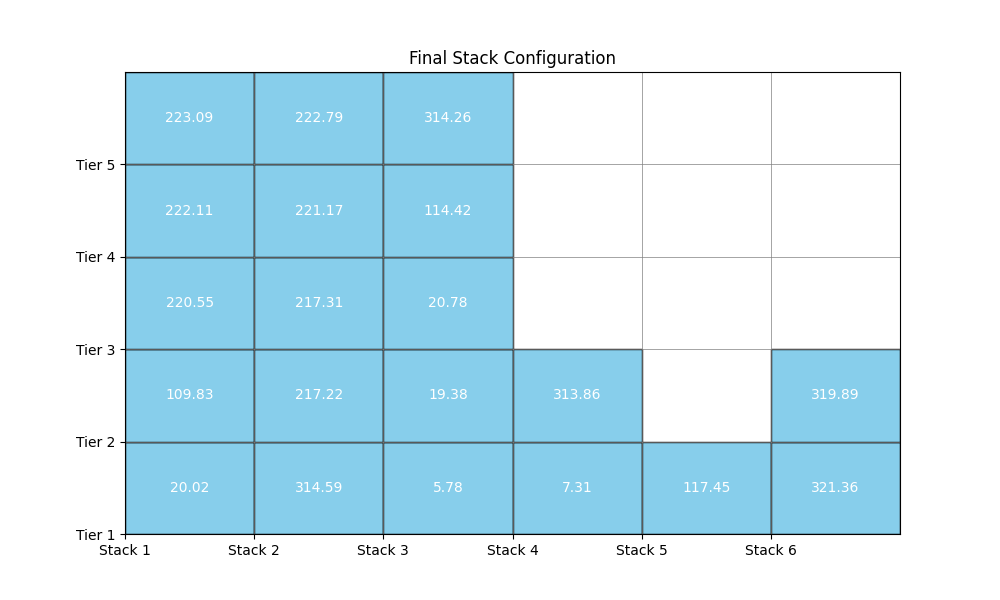 Final Stack Configuration
223.09 222.79 314.26
Tier 5
222.11 221.17 114.42
Tier 4
220.55 217.31 20.78
Tier 3
109.83 217.22 19.38 313.86 319.89
Tier 2
20.02 314.59 5.78 7.31 117.45 321.36
Tier 1
Stack 1 Stack 2 Stack 3 Stack 4 Stack 5 Stack 6